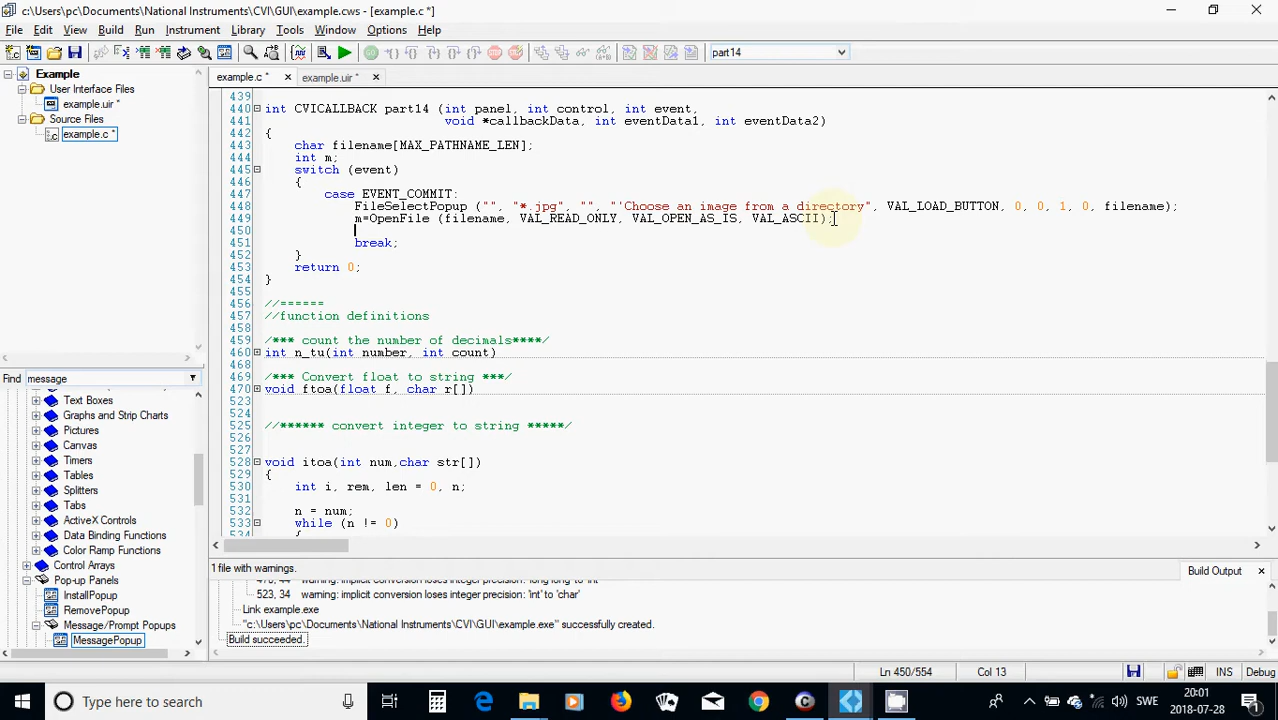 c:\Users\pc\Documents\National Instruments\CVI\GUI\example.cws - [example.c *]
File Edit View Build Run Instrument Library Tools Window Options Help
part14
Example
User Interface Files
example.uir *
Source Files
example.c *
example.c * example.uir *
439
440 int CVICALLBACK part14 (int panel, int control, int event,
441 void *callbackData, int eventData1, int eventData2)
442 {
443 char filename[MAX_PATHNAME_LEN];
444 int m;
445 switch (event)
446 {
447 case EVENT_COMMIT:
448 FileSelectPopup ("", "*.jpg", "", "'Choose an image from a directory", VAL_LOAD_BUTTON, 0, 0, 1, 0, filename);
449 m=OpenFile (filename, VAL_READ_ONLY, VAL_OPEN_AS_IS, VAL_ASCII);
450
451 break;
452 }
453 return 0;
454 }
455
456 //======
457 //function definitions
458
459 /*** count the number of decimals****/
460 int n_tu(int number, int count)
468
469 /*** Convert float to string ***/
470 void ftoa(float f, char r[])
523
524
525 //****** convert integer to string *****/
526
527
528 void itoa(int num,char str[])
529 {
530 int i, rem, len = 0, n;
531
532 n = num;
533 while (n != 0)
534 {
Find message
Text Boxes
Graphs and Strip Charts
Pictures
Canvas
Timers
Tables
Splitters
Tabs
ActiveX Controls
Data Binding Functions
Color Ramp Functions
Control Arrays
Pop-up Panels
InstallPopup
RemovePopup
Message/Prompt Popups
MessagePopup
1 file with warnings.
Build Output
warning: implicit conversion loses integer precision: 'long long' to 'int'
523, 34 warning: implicit conversion loses integer precision: 'int' to 'char'
Link example.exe
"c:\Users\pc\Documents\National Instruments\CVI\GUI\example.exe" successfully created.
Build succeeded.
Ln 450/554 Col 13 INS Debug
Type here to search
SWE
20:01
2018-07-28